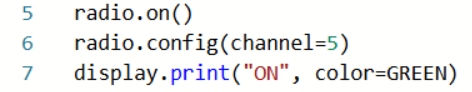 5 radio.on()
6 radio.config(channel=5)
7 display.print("ON", color=GREEN)